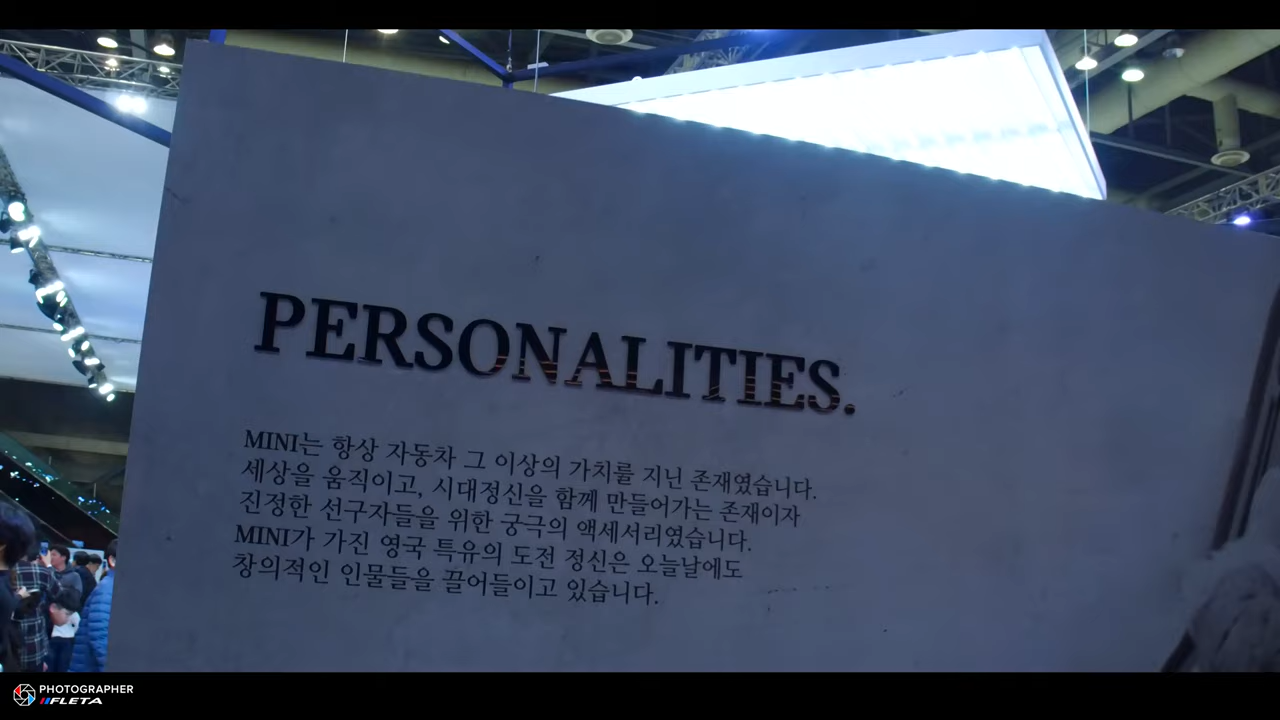 PERSONALITIES.
MINI는 항상 자동차 그 이상의 가치를 지닌 존재였습니다.
세상을 움직이고, 시대정신을 함께 만들어가는 존재이자
진정한 선구자들을 위한 궁극의 액세서리였습니다.
MINI가 가진 영국 특유의 도전 정신은 오늘날에도
창의적인 인물들을 끌어들이고 있습니다.
PHOTOGRAPHER
FLETA